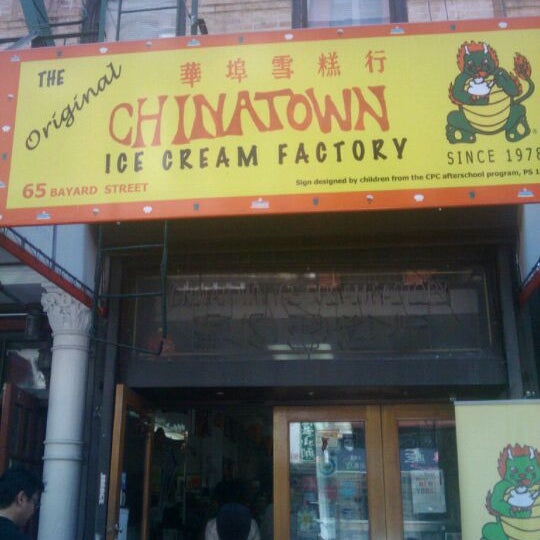 THE
Original
華埠雪糕行
CHINATOWN
ICE CREAM FACTORY
65 BAYARD STREET
SINCE 1978
Sign designed by children from the CPC afterschool program, PS 1